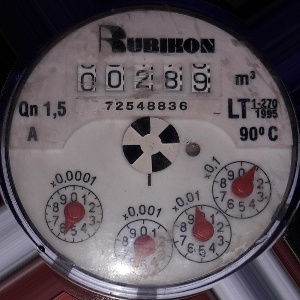 RUBIKON
00289 m³
Qn 1,5
72548836
LT 1-270
1995
A
90° C
x0,0001
x0,001
x0,01
x0,1